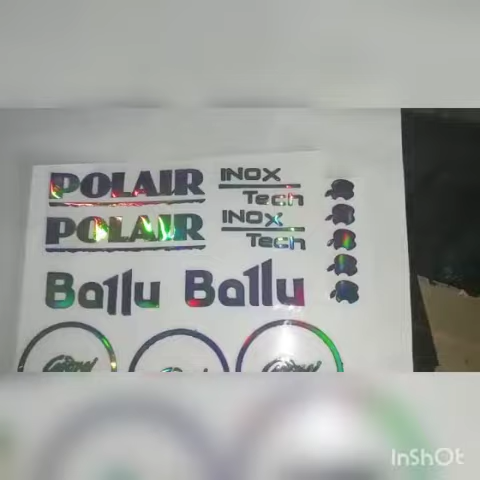 POLAIR
INOX
Tech
POLAIR
INOX
Tech
Ballu Ballu
InShOt